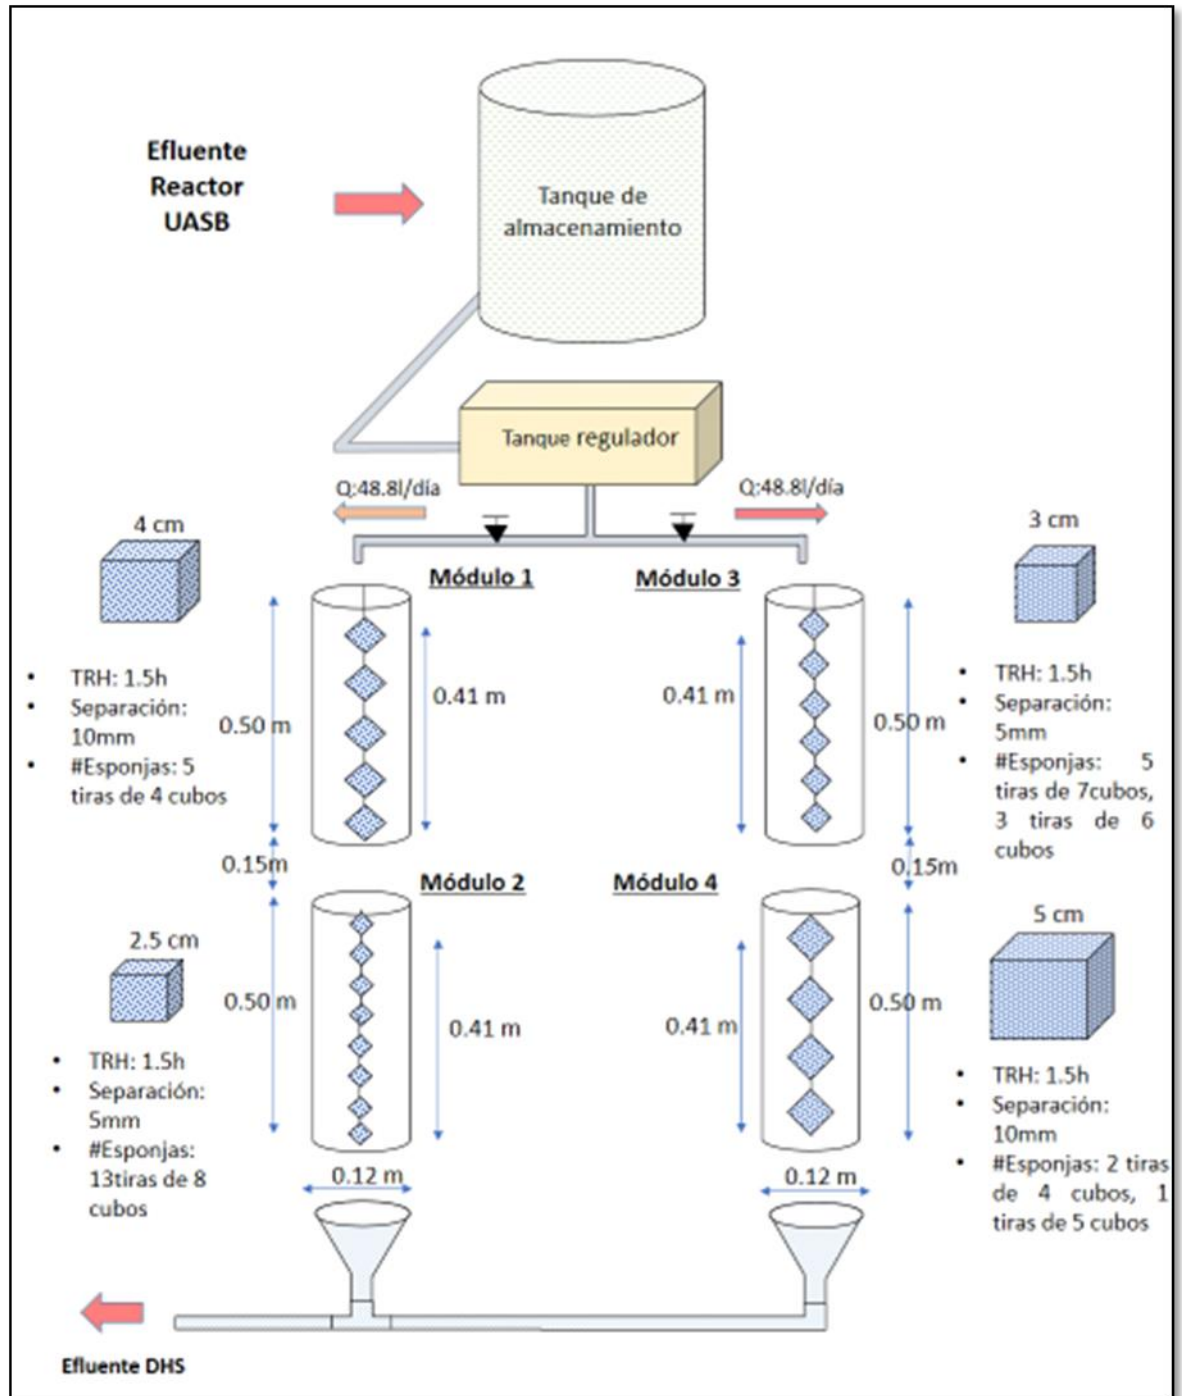 Efluente
Reactor
UASB
Tanque de
almacenamiento
Tanque regulador
Q:48.8l/día
Q:48.8l/día
4 cm
3 cm
Módulo 1
Módulo 3
• TRH: 1.5h
• Separación:
10mm
• #Esponjas: 5
tiras de 4 cubos
0.50 m
0.41 m
0.41 m
0.50 m
• TRH: 1.5h
• Separación:
5mm
• #Esponjas: 5
tiras de 7cubos,
3 tiras de 6
cubos
0.15m
0.15m
Módulo 2
Módulo 4
2.5 cm
5 cm
0.50 m
0.41 m
0.41 m
0.50 m
• TRH: 1.5h
• Separación:
5mm
• #Esponjas:
13tiras de 8
cubos
• TRH: 1.5h
• Separación:
10mm
• #Esponjas: 2 tiras
de 4 cubos, 1
tiras de 5 cubos
0.12 m
0.12 m
Efluente DHS